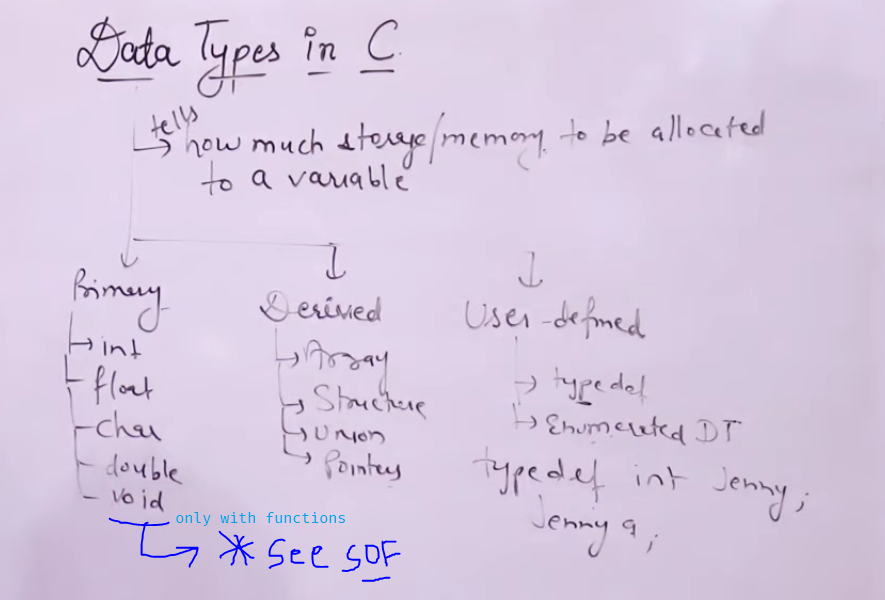 Data Types in C
tells
how much storage/memory to be allocated
to a variable
Primary
int
float
char
double
void
only with functions
* See SOF
Derived
Array
Structure
Union
Pointers
User-defined
typedef
Enumerated DT
typedef int Jenny;
Jenny a;